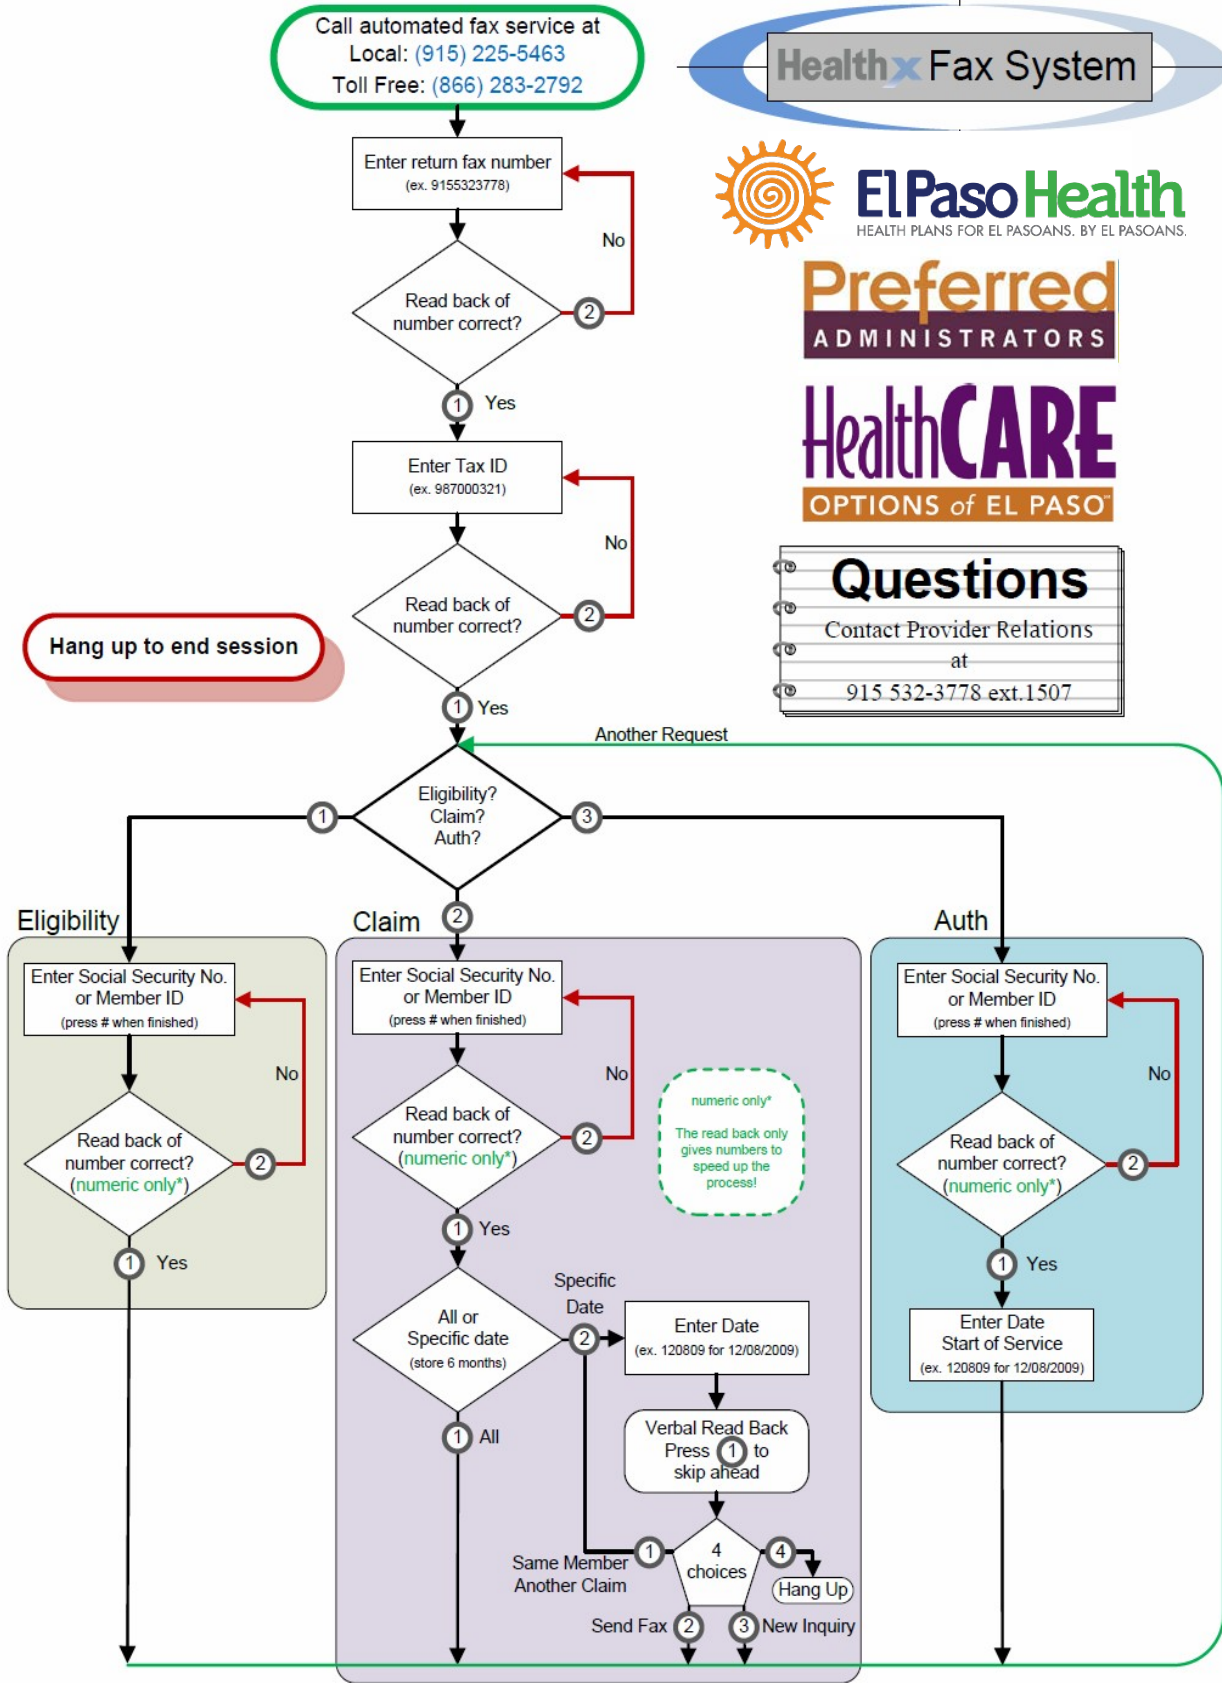 Call automated fax service at
Local: (915) 225-5463
Toll Free: (866) 283-2792
Healthx Fax System
Enter return fax number
(ex. 9155323778)
No
ElPasoHealth
HEALTH PLANS FOR EL PASOANS. BY EL PASOANS.
Read back of
number correct?
2
Preferred
ADMINISTRATORS
1 Yes
HealthCARE
OPTIONS of EL PASO℠
Enter Tax ID
(ex. 987000321)
No
Read back of
number correct?
2
Questions
Contact Provider Relations
at
915 532-3778 ext.1507
Hang up to end session
1 Yes
Another Request
Eligibility?
Claim?
Auth?
1
3
2
Eligibility
Enter Social Security No.
or Member ID
(press # when finished)
No
Read back of
number correct?
(numeric only*)
2
1 Yes
Claim
Enter Social Security No.
or Member ID
(press # when finished)
No
Read back of
number correct?
(numeric only*)
2
numeric only*
The read back only
gives numbers to
speed up the
process!
1 Yes
All or
Specific date
(store 6 months)
Specific
Date
2
Enter Date
(ex. 120809 for 12/08/2009)
1 All
Verbal Read Back
Press 1 to
skip ahead
4
choices
1
Same Member
Another Claim
4
Hang Up
Send Fax 2
3 New Inquiry
Auth
Enter Social Security No.
or Member ID
(press # when finished)
No
Read back of
number correct?
(numeric only*)
2
1 Yes
Enter Date
Start of Service
(ex. 120809 for 12/08/2009)